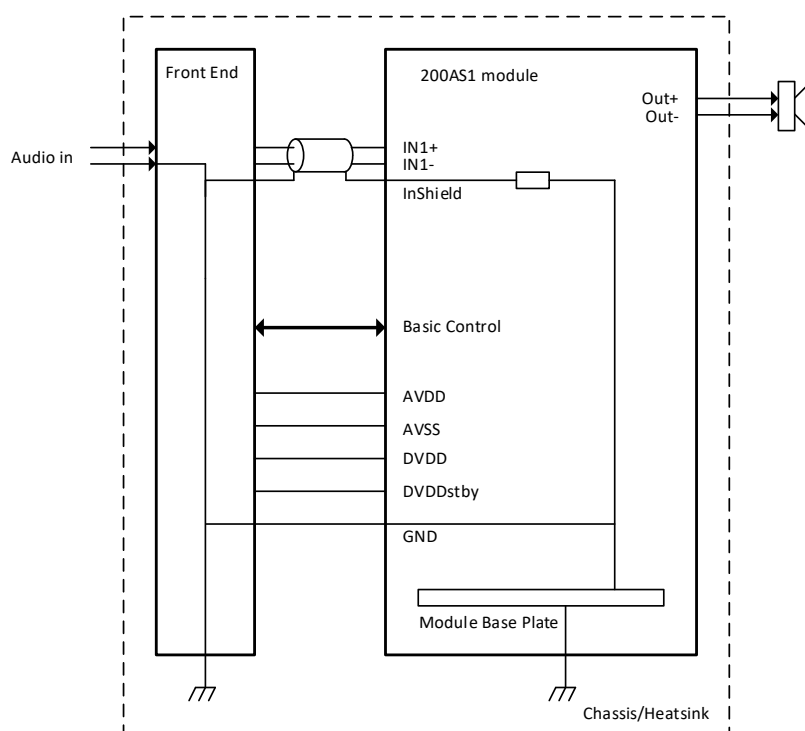 Front End
200AS1 module
Out+
Out-
Audio in
IN1+
IN1-
InShield
Basic Control
AVDD
AVSS
DVDD
DVDDstby
GND
Module Base Plate
Chassis/Heatsink